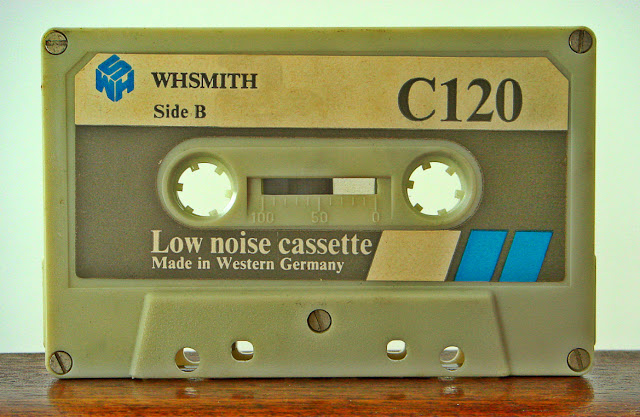 WHSMITH
C120
Side B
100 50 0
Low noise cassette
Made in Western Germany